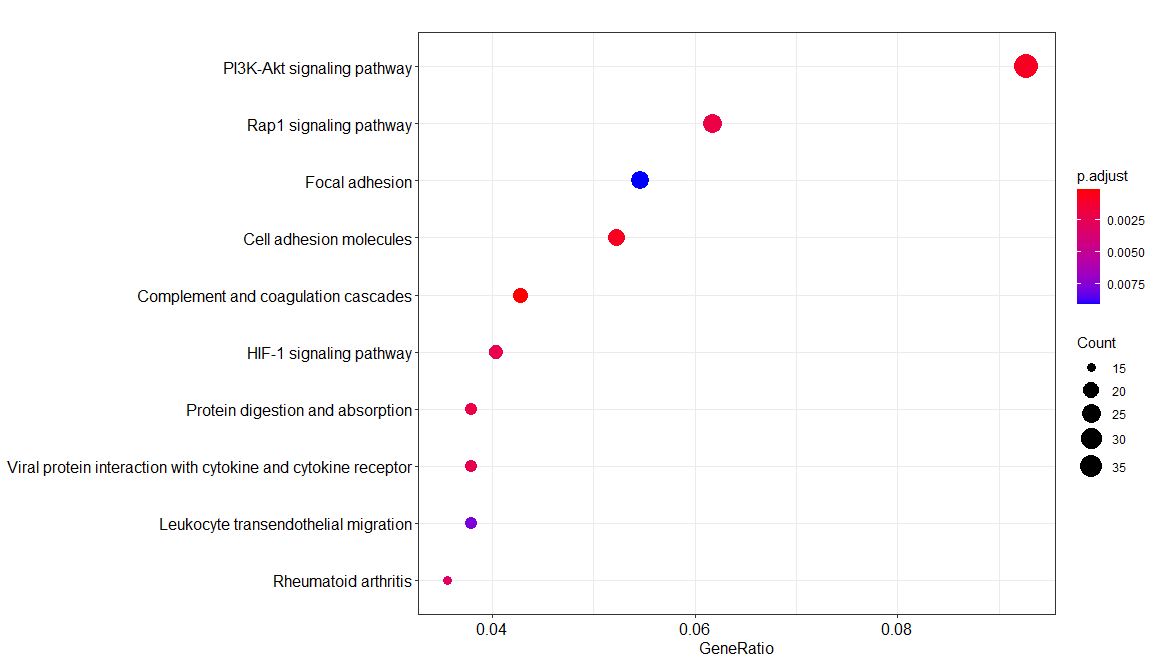 PI3K-Akt signaling pathway
Rap1 signaling pathway
Focal adhesion
Cell adhesion molecules
Complement and coagulation cascades
HIF-1 signaling pathway
Protein digestion and absorption
Viral protein interaction with cytokine and cytokine receptor
Leukocyte transendothelial migration
Rheumatoid arthritis
0.04
0.06
0.08
GeneRatio
p.adjust
0.0025
0.0050
0.0075
Count
15
20
25
30
35